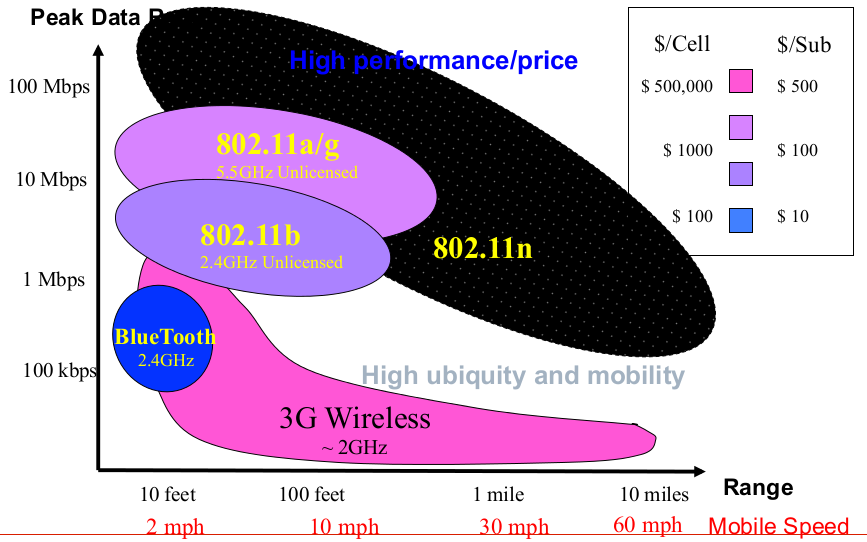 Peak Data
High performance/price
$/Cell $/Sub
100 Mbps
$ 500,000 $ 500
802.11a/g
5.5GHz Unlicensed
$ 1000 $ 100
10 Mbps
$ 100 $ 10
802.11b
2.4GHz Unlicensed
802.11n
1 Mbps
BlueTooth
2.4GHz
100 kbps
High ubiquity and mobility
3G Wireless
~ 2GHz
10 feet 100 feet 1 mile 10 miles Range
2 mph 10 mph 30 mph 60 mph Mobile Speed